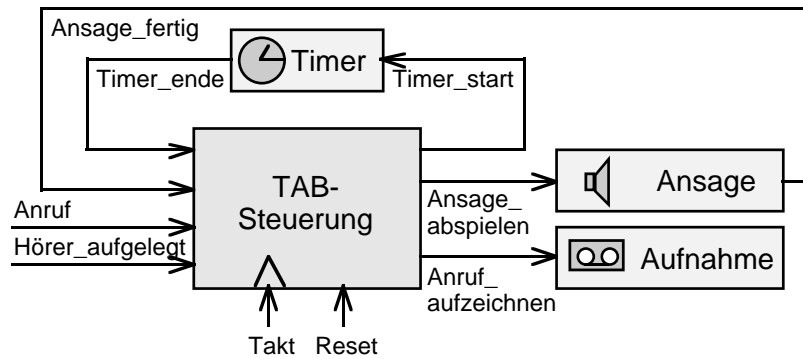 Ansage_fertig
Timer
Timer_ende
Timer_start
TAB-
Steuerung
Ansage
Anruf
Ansage_
abspielen
Hörer_aufgelegt
Aufnahme
Anruf_
aufzeichnen
Takt
Reset